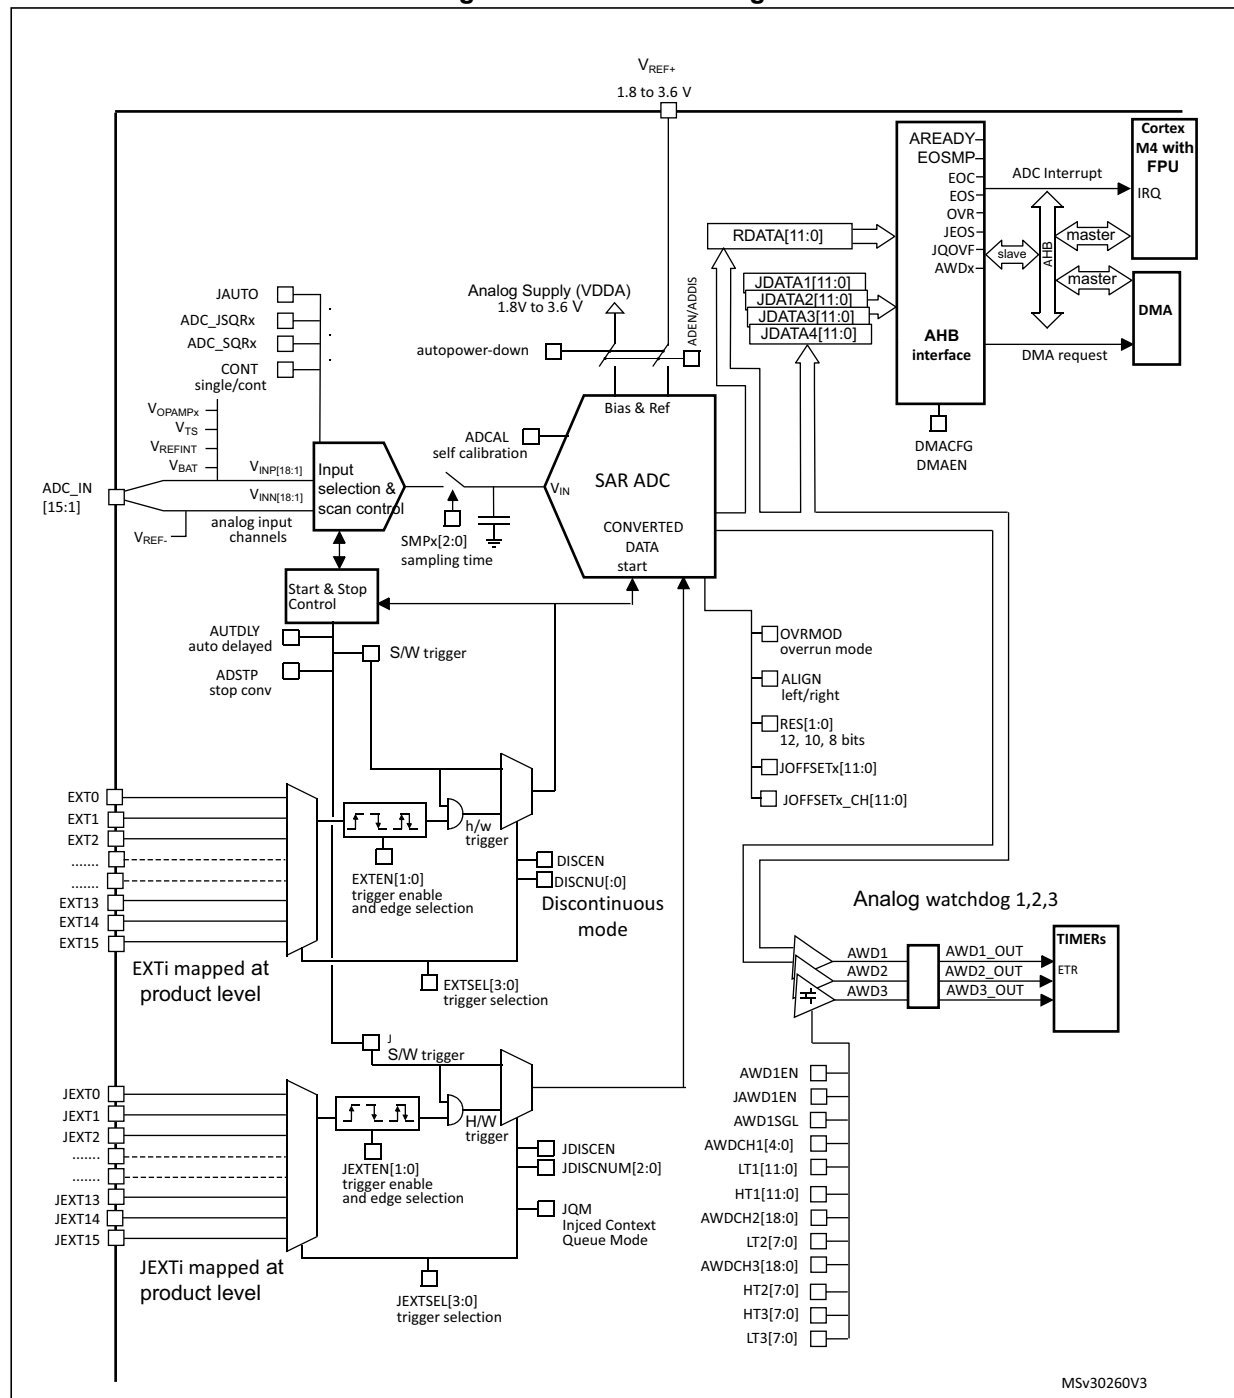 V_REF+
1.8 to 3.6 V
AREADY
EOSMP
EOC
EOS
OVR
JEOS
JQOVF
AWDx
AHB
interface
DMACFG
DMAEN
ADC Interrupt
slave
AHB
master
master
DMA request
Cortex
M4 with
FPU
IRQ
DMA
RDATA[11:0]
JDATA1[11:0]
JDATA2[11:0]
JDATA3[11:0]
JDATA4[11:0]
JAUTO
ADC_JSQRx
ADC_SQRx
CONT
single/cont
Analog Supply (VDDA)
1.8V to 3.6 V
autopower-down
ADEN/ADDIS
Bias & Ref
ADCAL
self calibration
V_OPAMPx
V_TS
V_REFINT
V_BAT
ADC_IN
[15:1]
V_INP[18:1]
V_INN[18:1]
analog input
channels
V_REF-
Input
selection &
scan control
SMPx[2:0]
sampling time
V_IN
SAR ADC
CONVERTED
DATA
start
Start & Stop
Control
AUTDLY
auto delayed
ADSTP
stop conv
S/W trigger
OVRMOD
overrun mode
ALIGN
left/right
RES[1:0]
12, 10, 8 bits
JOFFSETx[11:0]
JOFFSETx_CH[11:0]
EXT0
EXT1
EXT2
.......
.......
EXT13
EXT14
EXT15
EXTi mapped at
product level
h/w
trigger
EXTEN[1:0]
trigger enable
and edge selection
DISCEN
DISCNU[:0]
Discontinuous
mode
EXTSEL[3:0]
trigger selection
Analog watchdog 1,2,3
AWD1
AWD2
AWD3
AWD1_OUT
AWD2_OUT
AWD3_OUT
TIMERs
ETR
J
S/W trigger
JEXT0
JEXT1
JEXT2
.......
.......
JEXT13
JEXT14
JEXT15
JEXTi mapped at
product level
H/W
trigger
JEXTEN[1:0]
trigger enable
and edge selection
JDISCEN
JDISCNUM[2:0]
JQM
Injced Context
Queue Mode
JEXTSEL[3:0]
trigger selection
AWD1EN
JAWD1EN
AWD1SGL
AWDCH1[4:0]
LT1[11:0]
HT1[11:0]
AWDCH2[18:0]
LT2[7:0]
AWDCH3[18:0]
HT2[7:0]
HT3[7:0]
LT3[7:0]
MSv30260V3